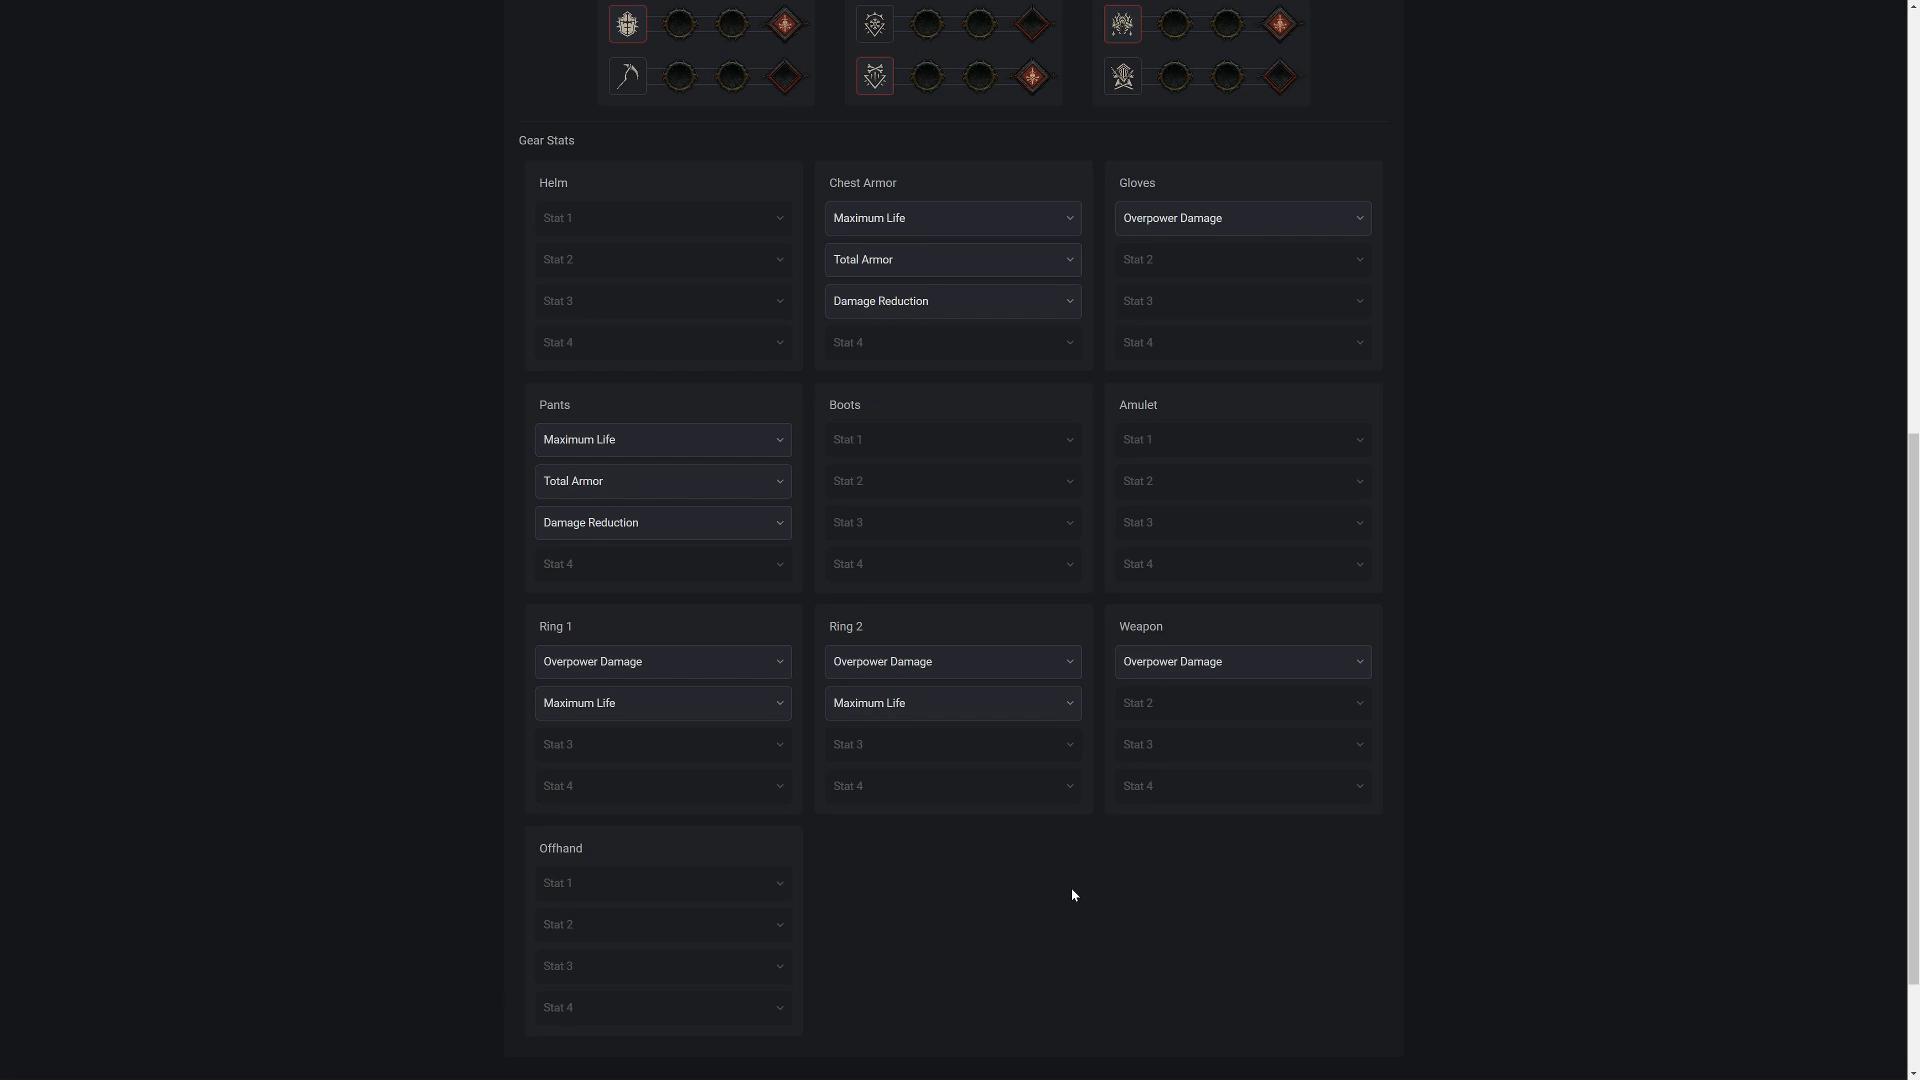 Gear Stats
Helm
Stat 1
Stat 2
Stat 3
Stat 4
Chest Armor
Maximum Life
Total Armor
Damage Reduction
Stat 4
Gloves
Overpower Damage
Stat 2
Stat 3
Stat 4
Pants
Maximum Life
Total Armor
Damage Reduction
Stat 4
Boots
Stat 1
Stat 2
Stat 3
Stat 4
Amulet
Stat 1
Stat 2
Stat 3
Stat 4
Ring 1
Overpower Damage
Maximum Life
Stat 3
Stat 4
Ring 2
Overpower Damage
Maximum Life
Stat 3
Stat 4
Weapon
Overpower Damage
Stat 2
Stat 3
Stat 4
Offhand
Stat 1
Stat 2
Stat 3
Stat 4